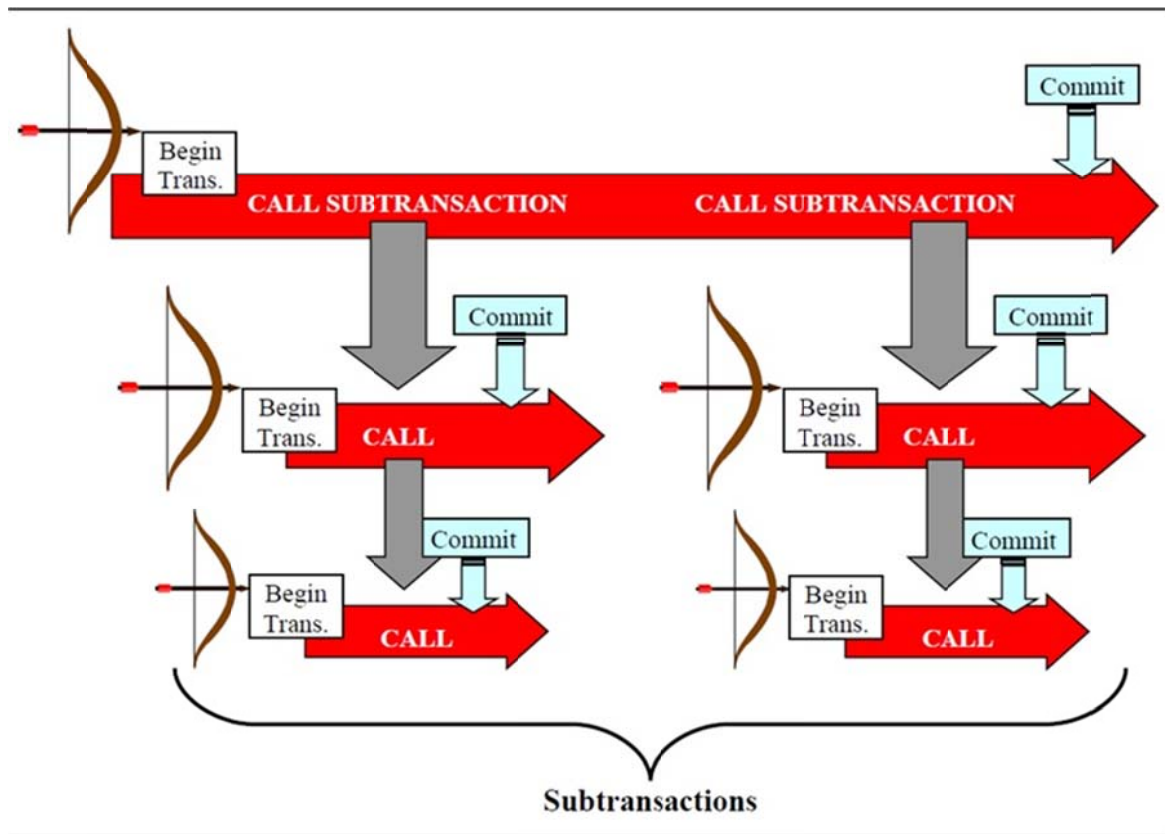 Commit
Begin
Trans.
CALL SUBTRANSACTION
CALL SUBTRANSACTION
Commit
Commit
Begin
Trans.
CALL
Begin
Trans.
CALL
Commit
Commit
Begin
Trans.
CALL
Begin
Trans.
CALL
Subtransactions